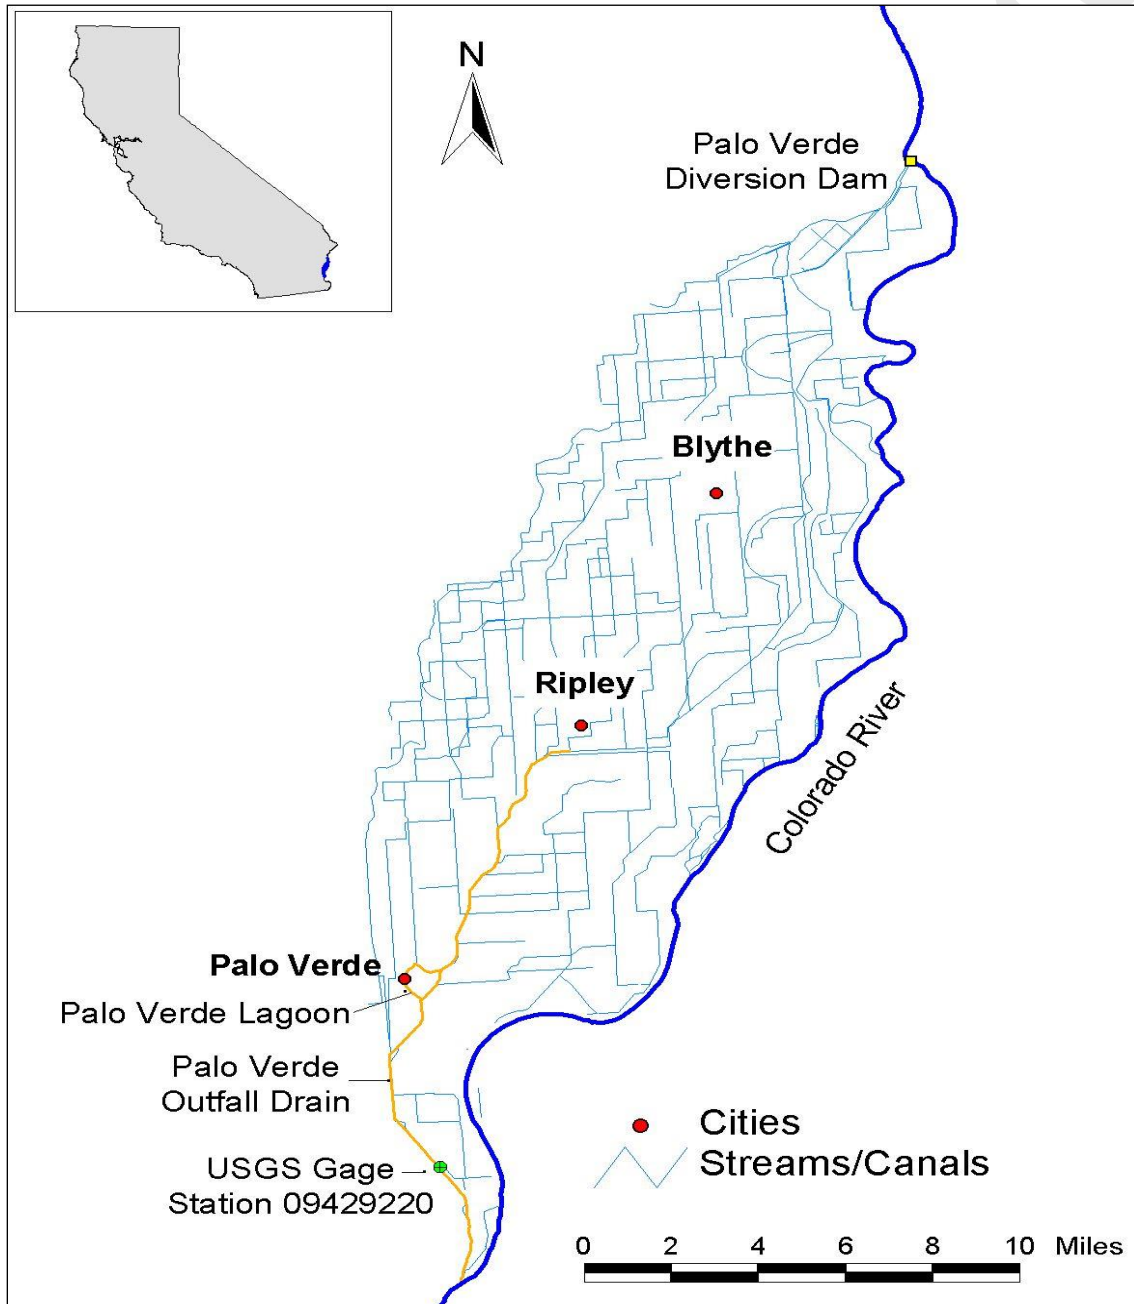 N
Palo Verde
Diversion Dam
Blythe
Ripley
Colorado River
Palo Verde
Palo Verde Lagoon
Palo Verde
Outfall Drain
USGS Gage
Station 09429220
Cities
Streams/Canals
0 2 4 6 8 10 Miles